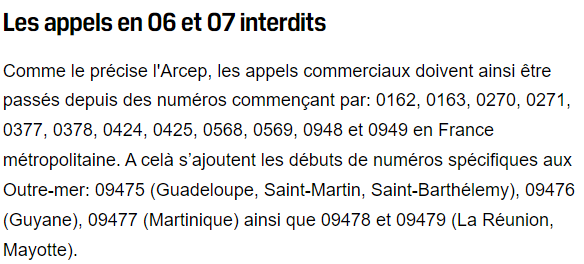 Les appels en 06 et 07 interdits
Comme le précise l'Arcep, les appels commerciaux doivent ainsi être
passés depuis des numéros commençant par: 0162, 0163, 0270, 0271,
0377, 0378, 0424, 0425, 0568, 0569, 0948 et 0949 en France
métropolitaine. A celà s’ajoutent les débuts de numéros spécifiques aux
Outre-mer: 09475 (Guadeloupe, Saint-Martin, Saint-Barthélemy), 09476
(Guyane), 09477 (Martinique) ainsi que 09478 et 09479 (La Réunion,
Mayotte).